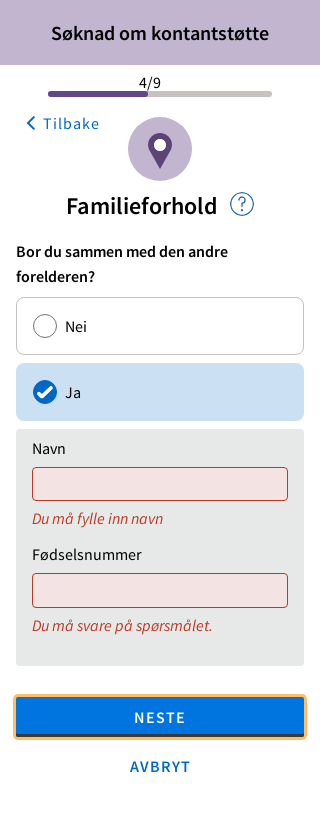 Søknad om kontantstøtte
4/9
Tilbake
Familieforhold ?
Bor du sammen med den andre
forelderen?
Nei
Ja
Navn
Du må fylle inn navn
Fødselsnummer
Du må svare på spørsmålet.
NESTE
AVBRYT